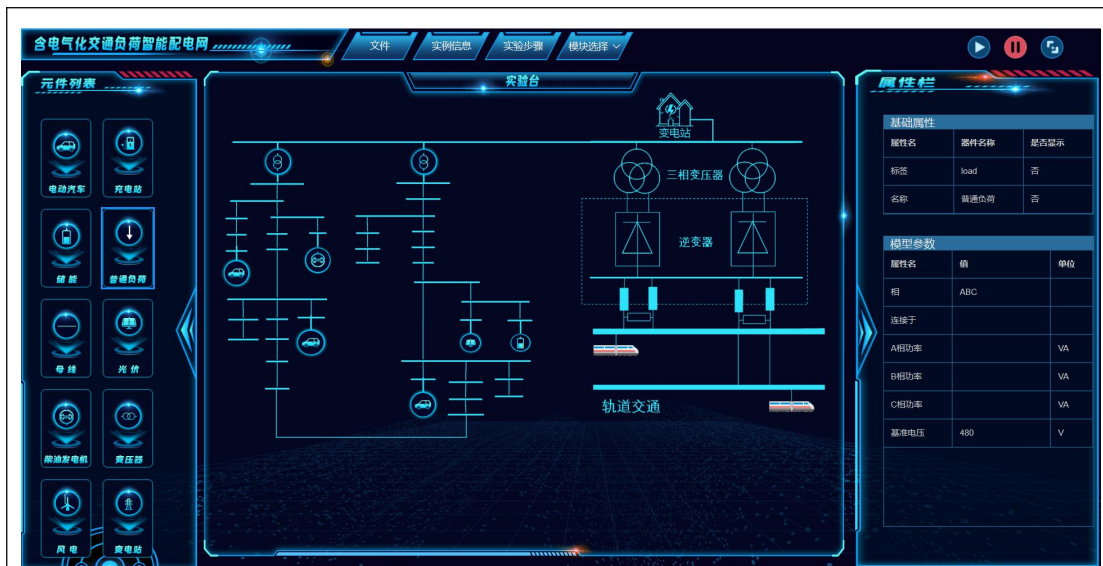 含电气化交通负荷智能配电网
文件
实例信息
实验步骤
模块选择
元件列表
电动汽车
充电站
储能
普通负荷
母线
光伏
柴油发电机
变压器
风电
变电站
实验台
变电站
三相变压器
逆变器
轨道交通
属性栏
基础属性
属性名 器件名称 是否显示
标签 load 否
名称 普通负荷 否
模型参数
属性名 值 单位
相 ABC
连接于
A相功率 VA
B相功率 VA
C相功率 VA
基准电压 480 V